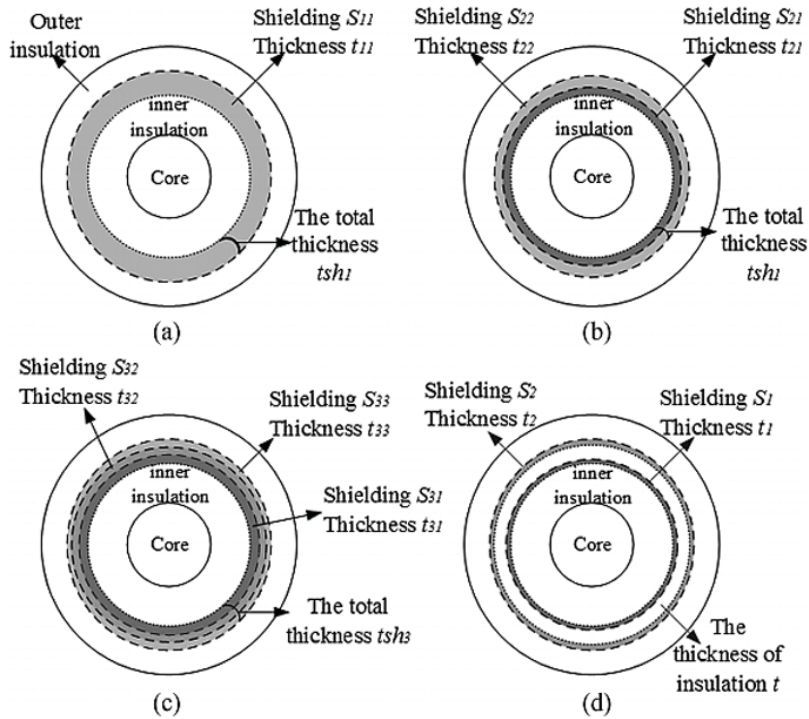 Outer
insulation
Shielding S11
Thickness t11
inner
insulation
Core
The total
thickness
tsh1
(a)
Shielding S22
Thickness t22
Shielding S21
Thickness t21
inner
insulation
Core
The total
thickness
tsh1
(b)
Shielding S32
Thickness t32
Shielding S33
Thickness t33
inner
insulation
Shielding S31
Thickness t31
Core
The total
thickness tsh3
(c)
Shielding S2
Thickness t2
Shielding S1
Thickness t1
inner
insulation
Core
The
thickness of
insulation t
(d)